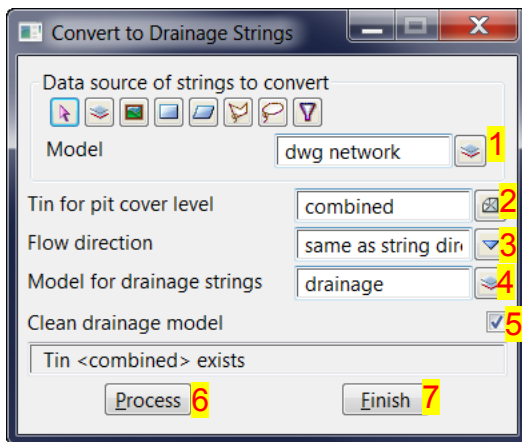 Convert to Drainage Strings
X
Data source of strings to convert
Model dwg network 1
Tin for pit cover level combined 2
Flow direction same as string dire 3
Model for drainage strings drainage 4
Clean drainage model 5
Tin <combined> exists
Process 6 Finish 7